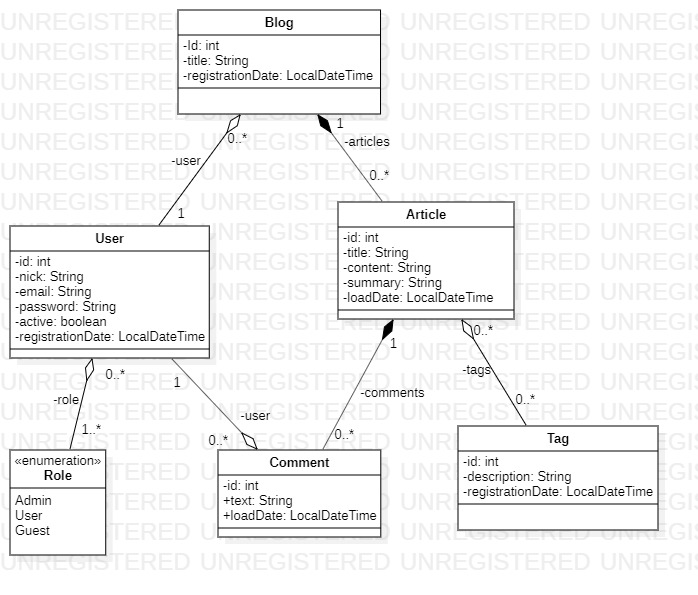 Blog
-Id: int
-title: String
-registrationDate: LocalDateTime
0..*
1
-user
-articles
1
0..*
User
-id: int
-nick: String
-email: String
-password: String
-active: boolean
-registrationDate: LocalDateTime
Article
-id: int
-title: String
-content: String
-summary: String
-loadDate: LocalDateTime
0..*
-role
1..*
1
-user
0..*
1
-comments
0..*
0..*
-tags
0..*
«enumeration»
Role
Admin
User
Guest
Comment
-id: int
+text: String
+loadDate: LocalDateTime
Tag
-id: int
-description: String
-registrationDate: LocalDateTime
UNREGISTERED UNREGISTERED UNREGISTERED UNREGISTERED